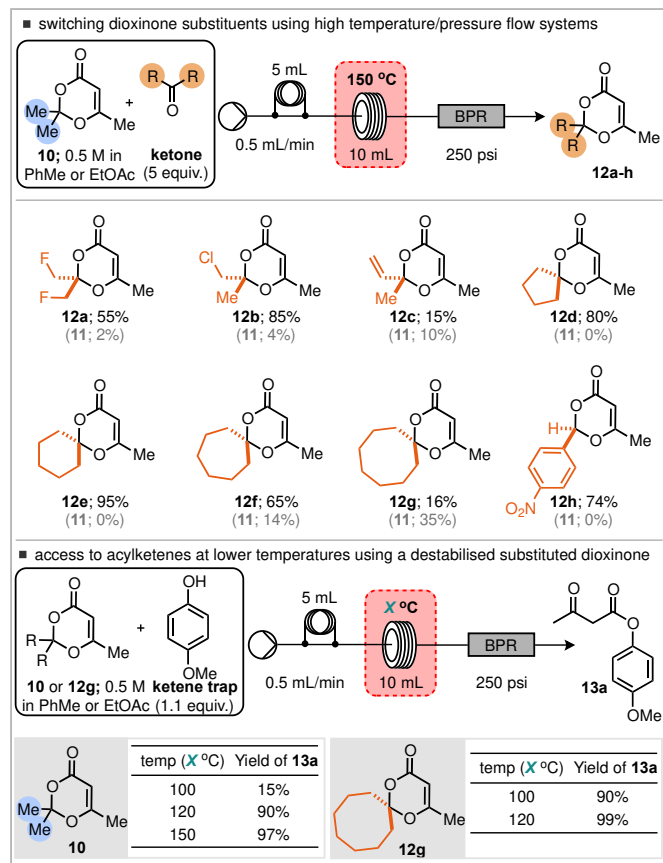 ■ switching dioxinone substituents using high temperature/pressure flow systems
O
O
Me
Me
O
Me
+
R
R
O
10; 0.5 M in
PhMe or EtOAc
ketone
(5 equiv.)
5 mL
0.5 mL/min
150 °C
10 mL
BPR
250 psi
O
O
R
R
O
Me
12a-h
O
F
O
F
O
Me
12a; 55%
(11; 2%)
O
Cl
O
Me
O
Me
12b; 85%
(11; 4%)
O
O
Me
O
Me
12c; 15%
(11; 10%)
O
O
O
Me
12d; 80%
(11; 0%)
O
O
O
Me
12e; 95%
(11; 0%)
O
O
O
Me
12f; 65%
(11; 14%)
O
O
O
Me
12g; 16%
(11; 35%)
O
O
H
O
Me
O2N
12h; 74%
(11; 0%)
■ access to acylketenes at lower temperatures using a destabilised substituted dioxinone
O
O
R
R
O
Me
+
OH
OMe
10 or 12g; 0.5 M
in PhMe or EtOAc
ketene trap
(1.1 equiv.)
5 mL
0.5 mL/min
X °C
10 mL
BPR
250 psi
O
O
Me
O
OMe
13a
O
O
Me
Me
O
Me
10
temp (X °C) Yield of 13a
100 15%
120 90%
150 97%
O
O
O
Me
12g
temp (X °C) Yield of 13a
100 90%
120 99%